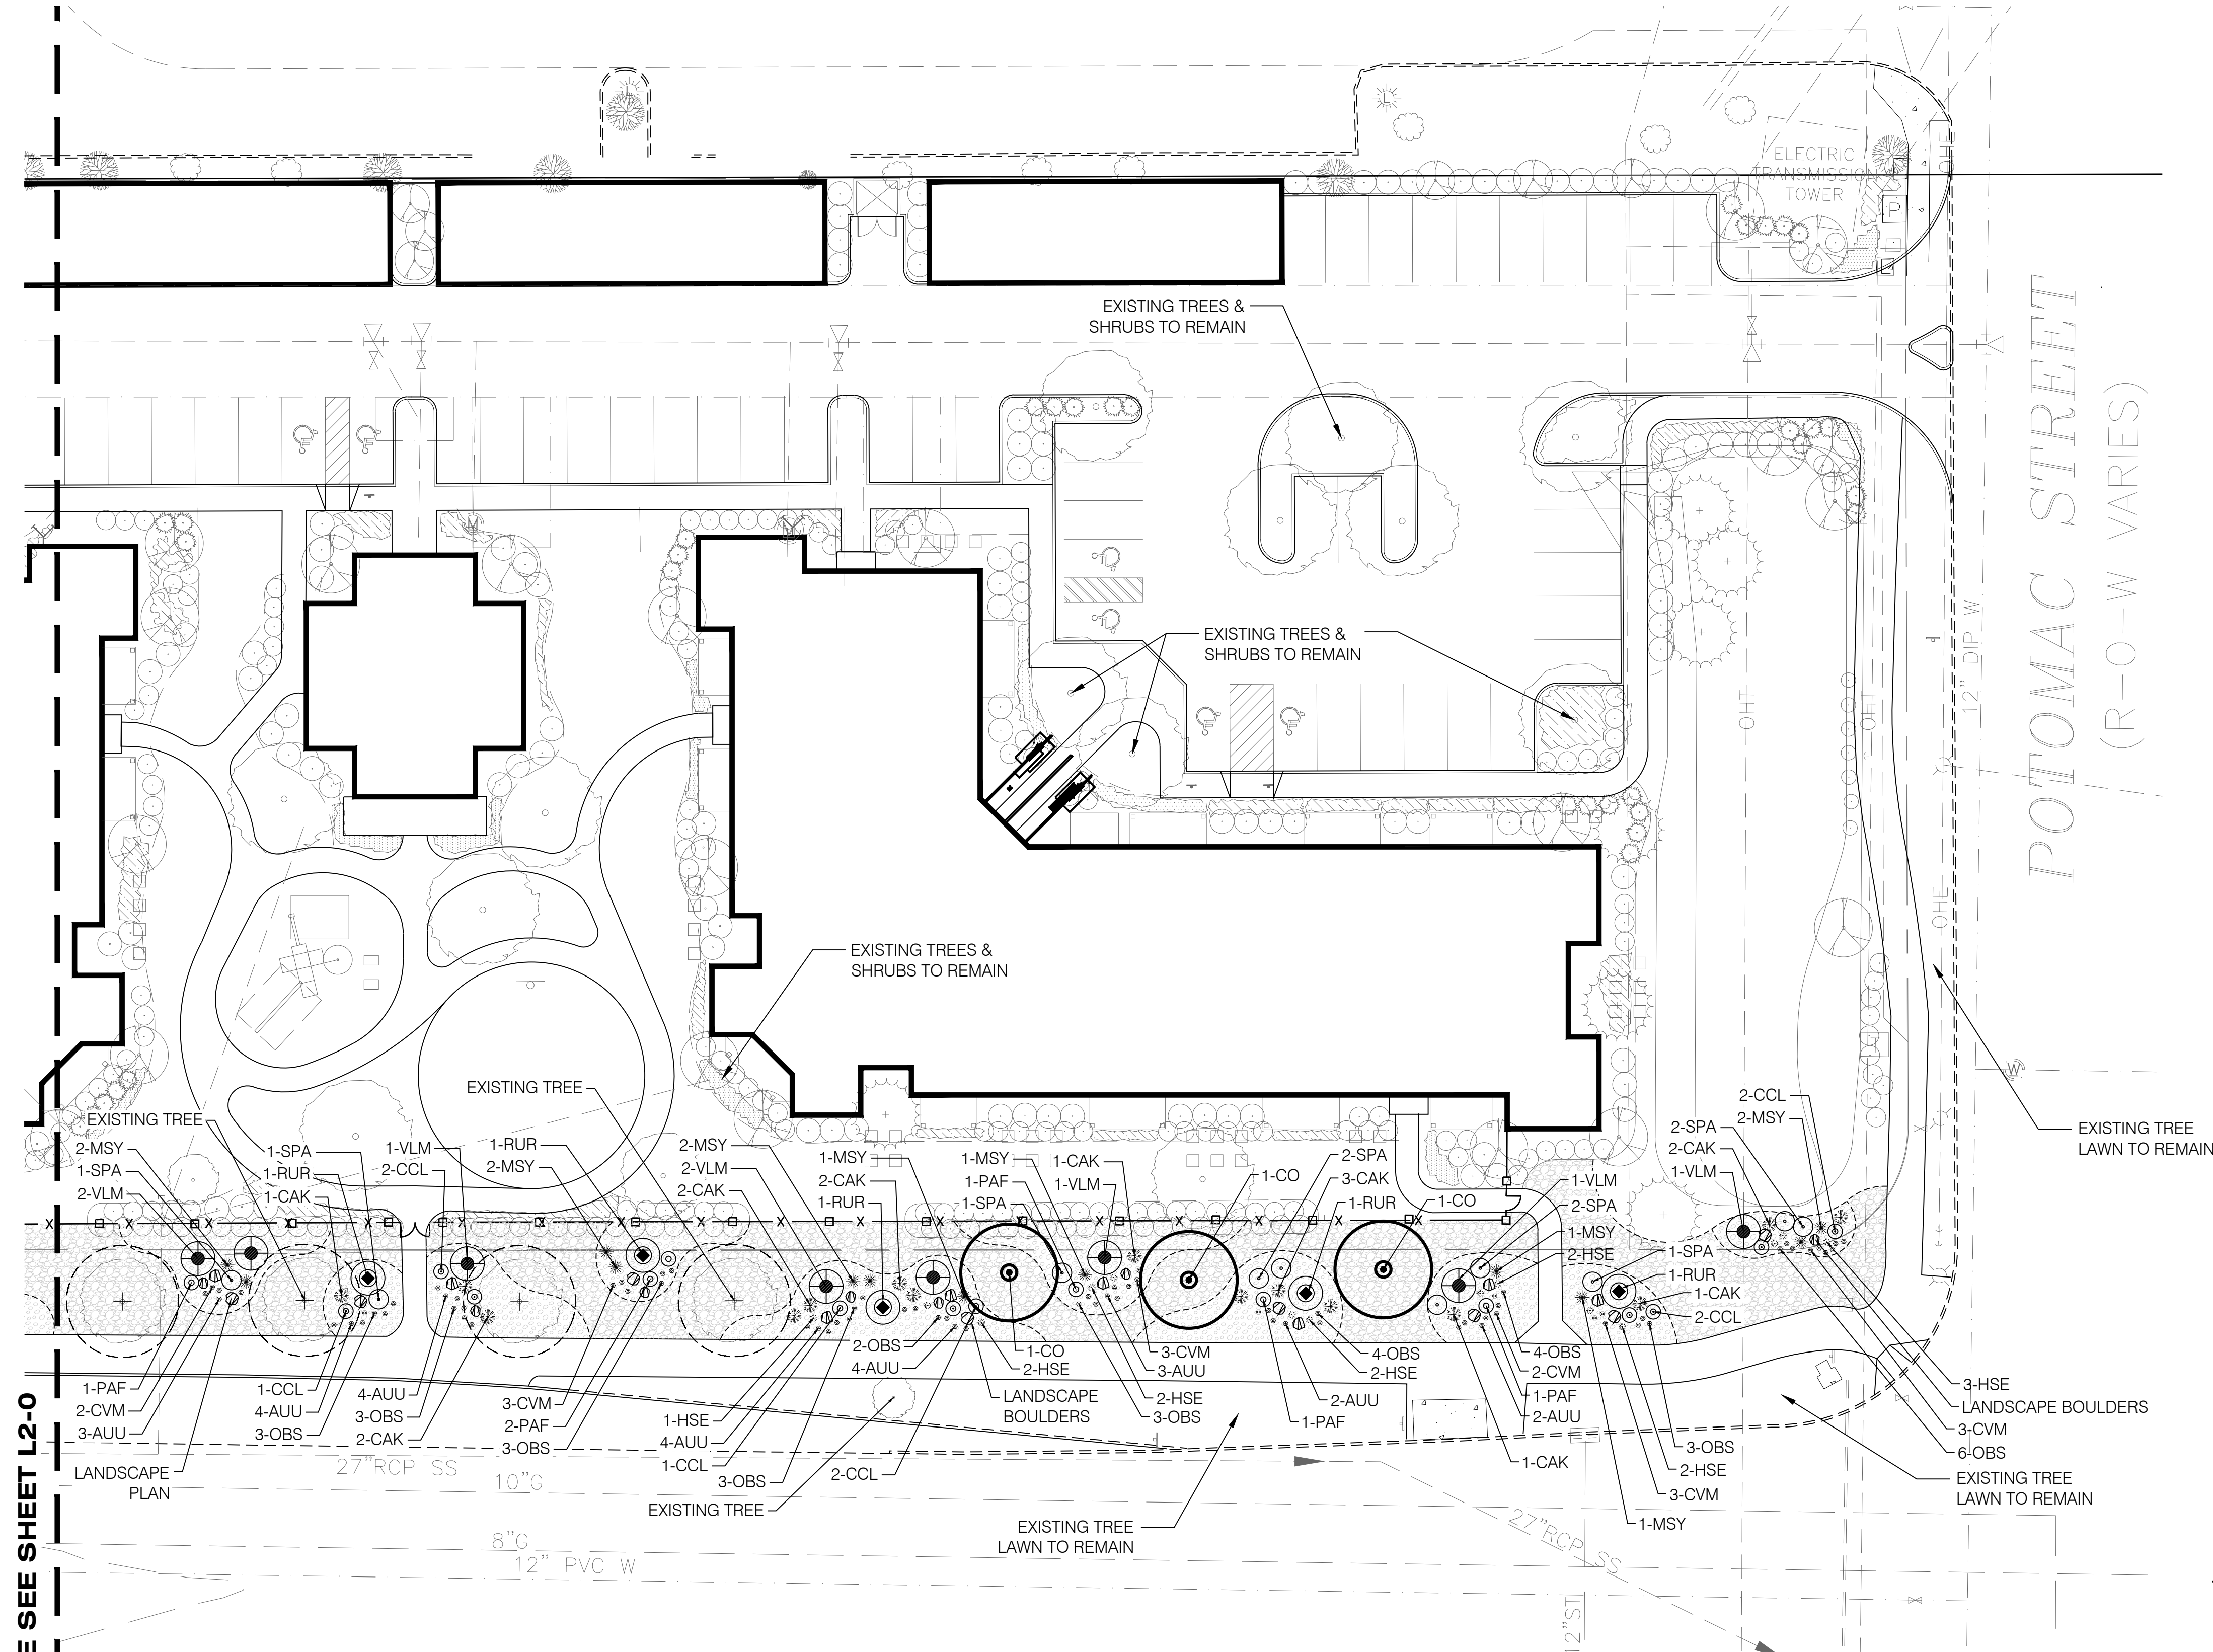 ELECTRIC
TRANSMISSION
TOWER
OHE
P
L
L
EXISTING TREES &
SHRUBS TO REMAIN
POTOMAC STREET
(R-O-W VARIES)
M
EXISTING TREES &
SHRUBS TO REMAIN
12" DIP W
OHE
EXISTING TREES &
SHRUBS TO REMAIN
W
EXISTING TREE
EXISTING TREE
2-MSY
1-SPA
2-VLM
1-SPA
1-RUR
1-CAK
1-VLM
2-CCL
1-RUR
2-MSY
2-MSY
2-VLM
2-CAK
1-MSY
2-CAK
1-RUR
1-MSY
1-PAF
1-SPA
1-CAK
1-VLM
1-CO
2-SPA
3-CAK
1-RUR
1-CO
1-VLM
2-SPA
1-MSY
2-HSE
2-CCL
2-MSY
2-SPA
2-CAK
1-VLM
EXISTING TREE
LAWN TO REMAIN
1-SPA
1-RUR
1-CAK
2-CCL
1-PAF
2-CVM
3-AUU
LANDSCAPE
PLAN
1-CCL
4-AUU
3-OBS
4-AUU
3-OBS
2-CAK
3-CVM
2-PAF
3-OBS
1-HSE
4-AUU
1-CCL
3-OBS
2-OBS
4-AUU
2-CCL
1-CO
2-HSE
LANDSCAPE
BOULDERS
3-CVM
3-AUU
2-HSE
3-OBS
4-OBS
2-HSE
2-AUU
1-PAF
4-OBS
2-CVM
1-PAF
2-AUU
1-CAK
3-OBS
2-HSE
3-CVM
1-MSY
3-HSE
LANDSCAPE BOULDERS
3-CVM
6-OBS
EXISTING TREE
LAWN TO REMAIN
EXISTING TREE
EXISTING TREE
LAWN TO REMAIN
27"RCP SS
10"G
8"G
12" PVC W
27"RCP SS
12"ST
E SEE SHEET L2-0